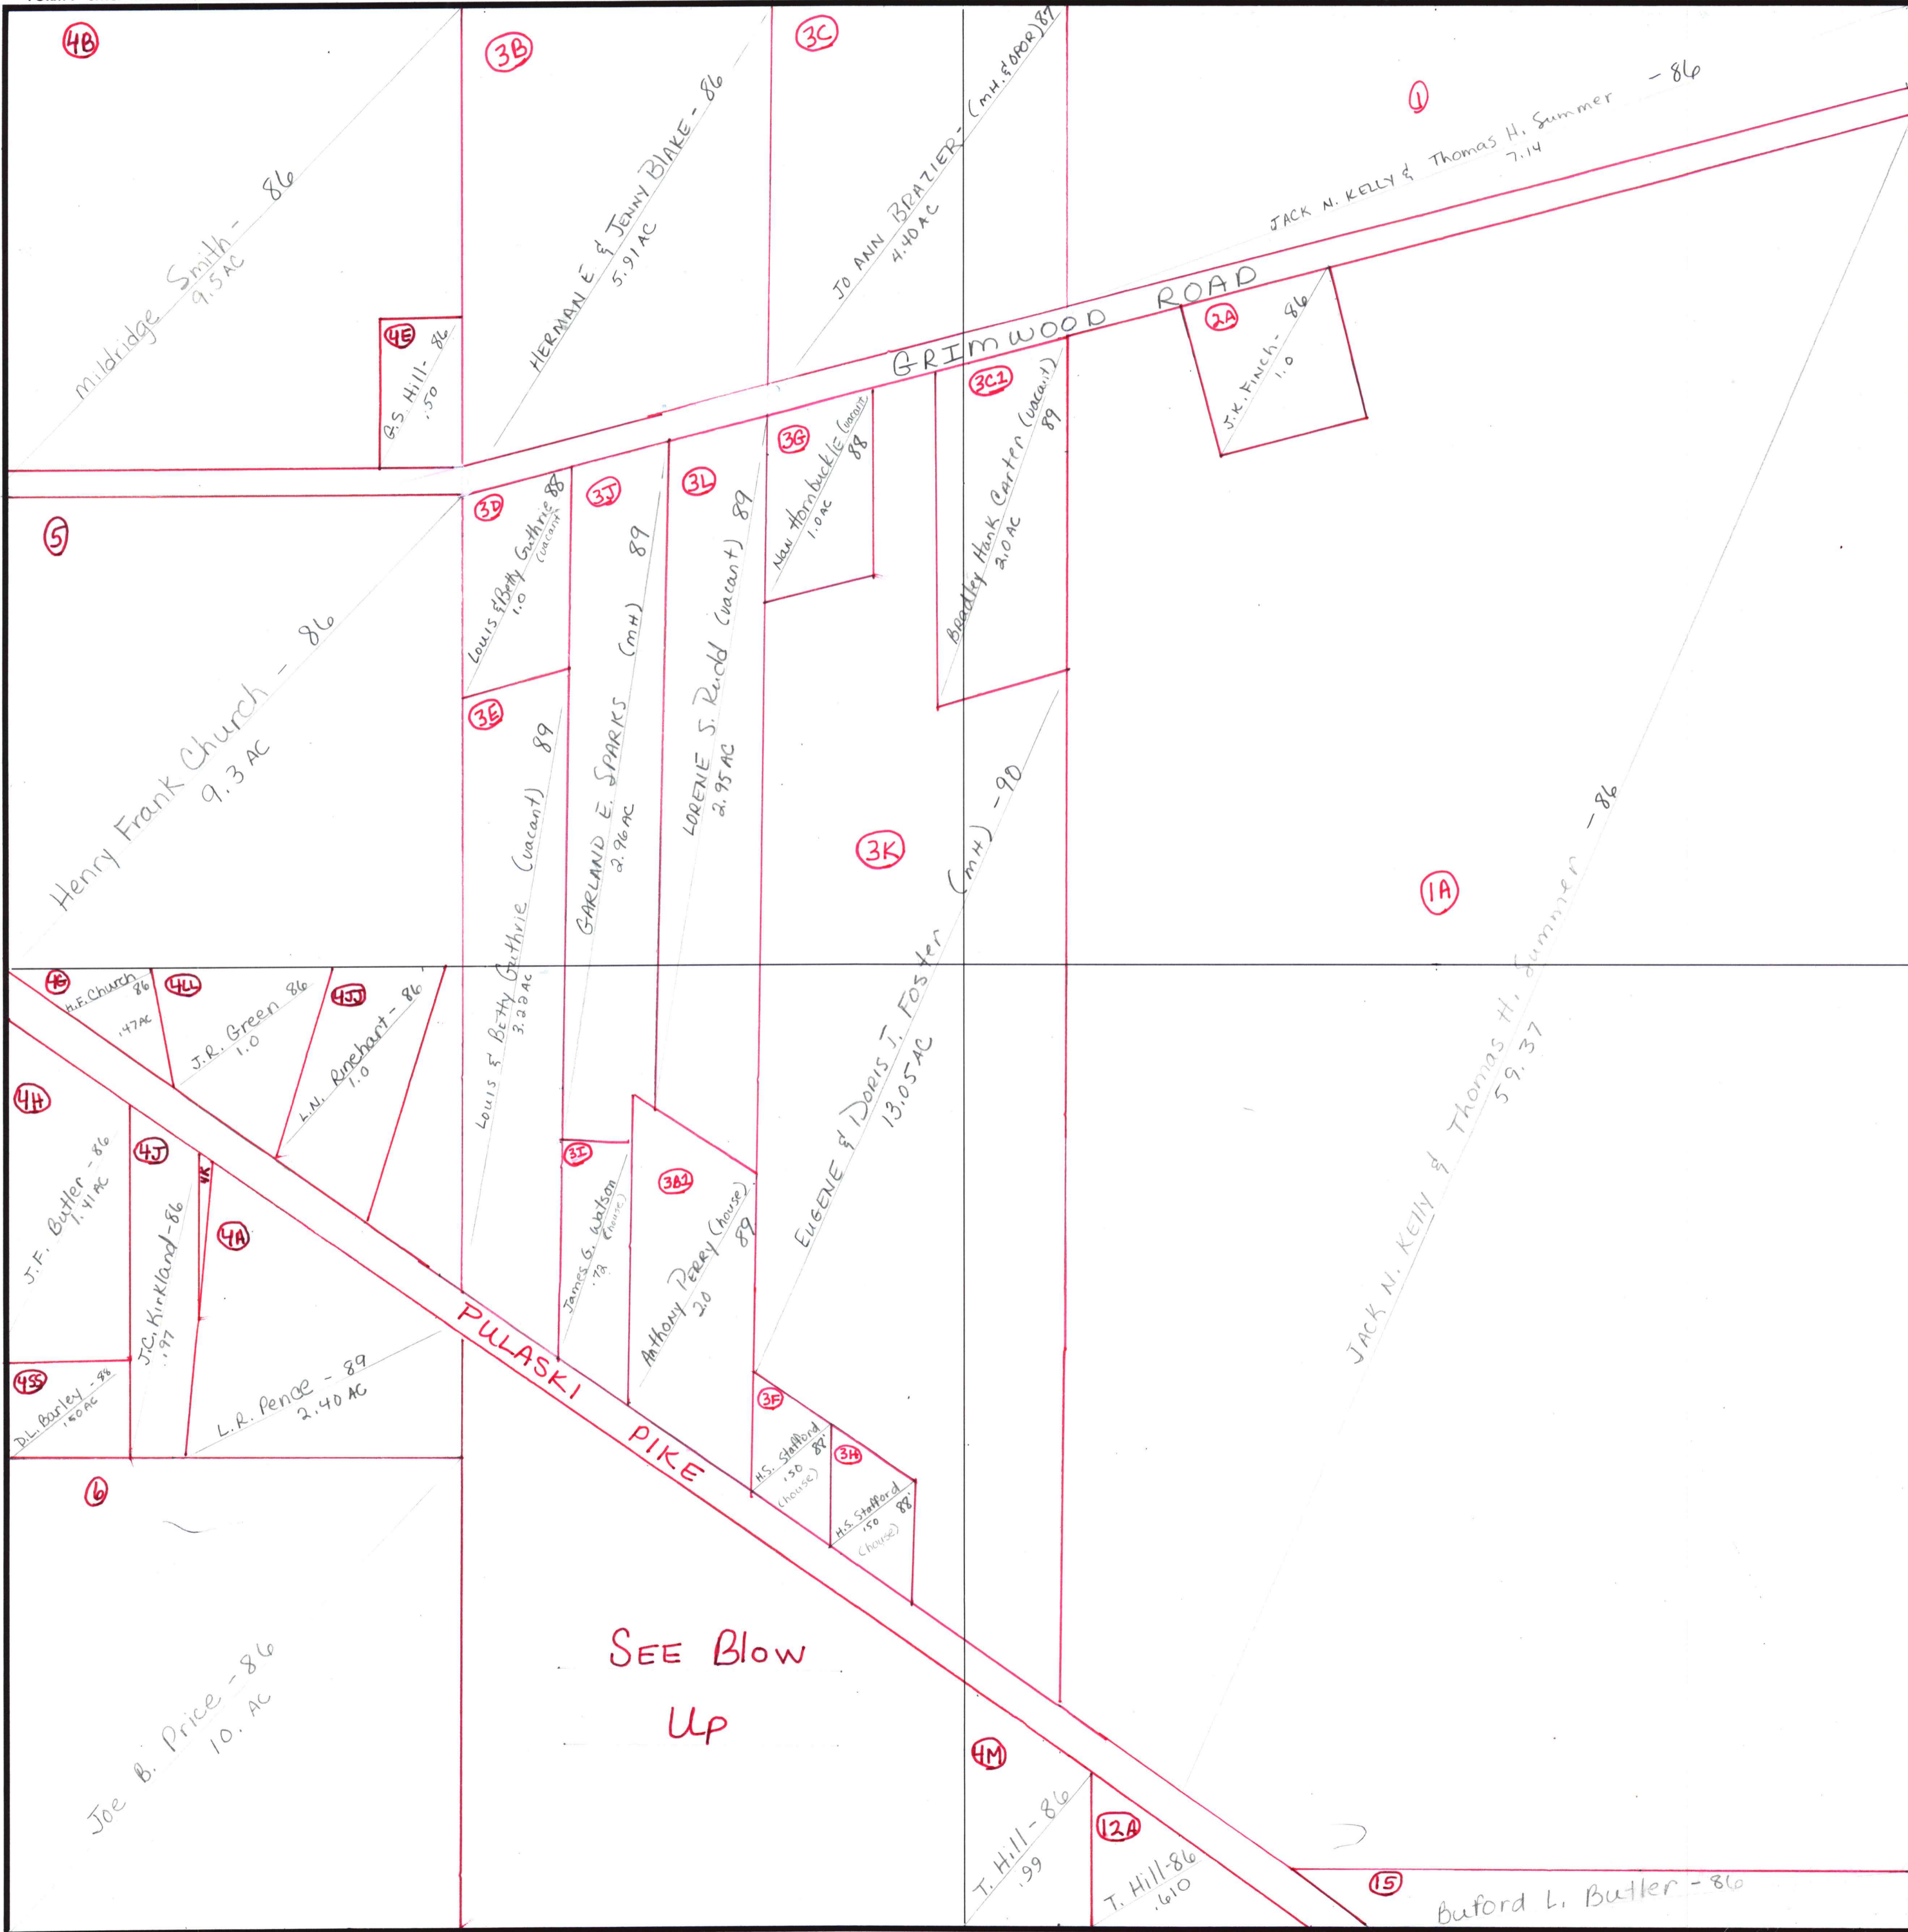 4B
Mildridge Smith - 86
9.5 AC
4E
G.S. Hill - 86
.50
3B
HERMAN E & JENNY BLAKE - 86
5.91 AC
3C
JO ANN BRAZIER - (MH. & OPOR) 87
4.40 AC
1
JACK N. KELLY & Thomas H. Summer - 86
7.14
GRIMWOOD ROAD
2A
J.K. FINCH - 86
1.0
5
Henry Frank Church - 86
9.3 AC
3D
Louis & Betty Guthrie 88
(vacant)
1.0
3J
GARLAND E. SPARKS (MH) 89
2.96 AC
3L
LORENE S. Rudd (vacant) 89
2.95 AC
3G
Nan Hornbuckle (vacant
88
1.0 AC
3C1
Bradley Hank Carter (vacant)
89
2.0 AC
3E
Louis & Betty Guthrie (vacant) 89
3.22 AC
3K
EUGENE & DORIS J. FOSTER (MH) - 90
13.05 AC
1A
JACK N. KELLY & Thomas H. Summer - 86
59.37
4G
H.F. Church
86
.47 AC
4LL
J.R. Green 86
1.0
4JJ
L.N. Rinehart - 86
1.0
4H
J.F. Butler - 86
1.41 AC
4J
J.C. Kirkland - 86
.97
4K
4A
L.R. Pence - 89
2.40 AC
4SS
D.L. Barley - 88
.50 AC
3I
James G. Watson
.72 (house)
3B1
Anthony PERRY (house)
89
2.0
PULASKI PIKE
3F
H.S. Stafford
.50 88'
(house)
3H
H.S. Stafford
.50 88'
(house)
6
Joe B. Price - 86
10. AC
SEE Blow
Up
4M
T. Hill - 86
.99
12A
T. Hill - 86
.610
15
Buford L. Butler - 86